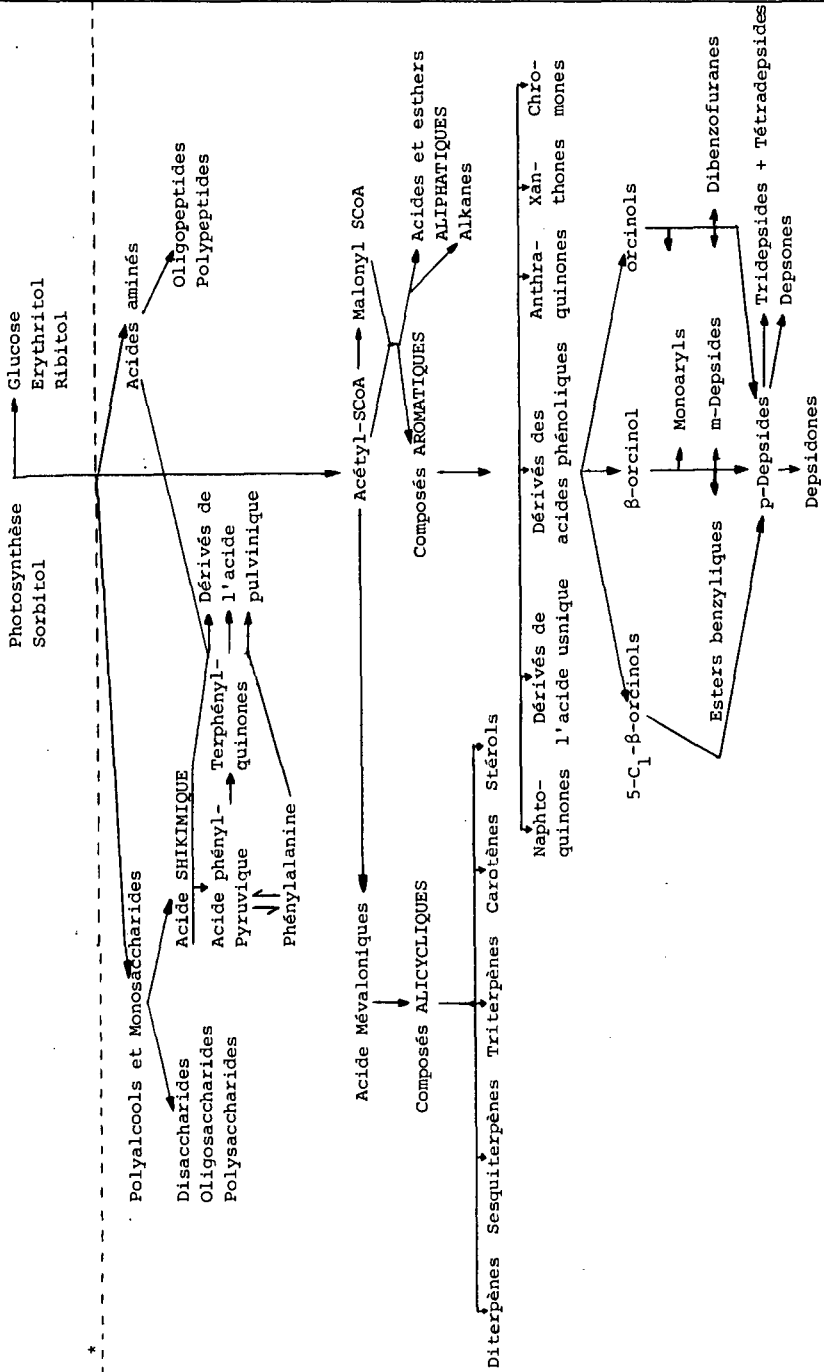 Photosynthèse
Sorbitol
Glucose
Erythritol
Ribitol
*
Polyalcools et Monosaccharides
Acides aminés
Disaccharides
Oligosaccharides
Polysaccharides
Acide SHIKIMIQUE
Acide phényl-
Pyruvique
Phénylalanine
Terphényl-
quinones
Dérivés de
l'acide
pulvinique
Oligopeptides
Polypeptides
Acide Mévaloniques
Acétyl-SCoA
Malonyl SCoA
Composés ALICYCLIQUES
Composés AROMATIQUES
Acides et esthers
ALIPHATIQUES
Alkanes
Diterpènes Sesquiterpènes Triterpènes Carotènes Stérols
Naphto-
quinones
Dérivés de
l'acide usnique
Dérivés des
acides phénoliques
Anthra-
quinones
Xan-
thones
Chro-
mones
5-C1-β-orcinols
β-orcinol
orcinols
Monoaryls
Esters benzyliques
m-Depsides
Dibenzofuranes
p-Depsides
Tridepsides + Tétradepsides
Depsones
Depsidones